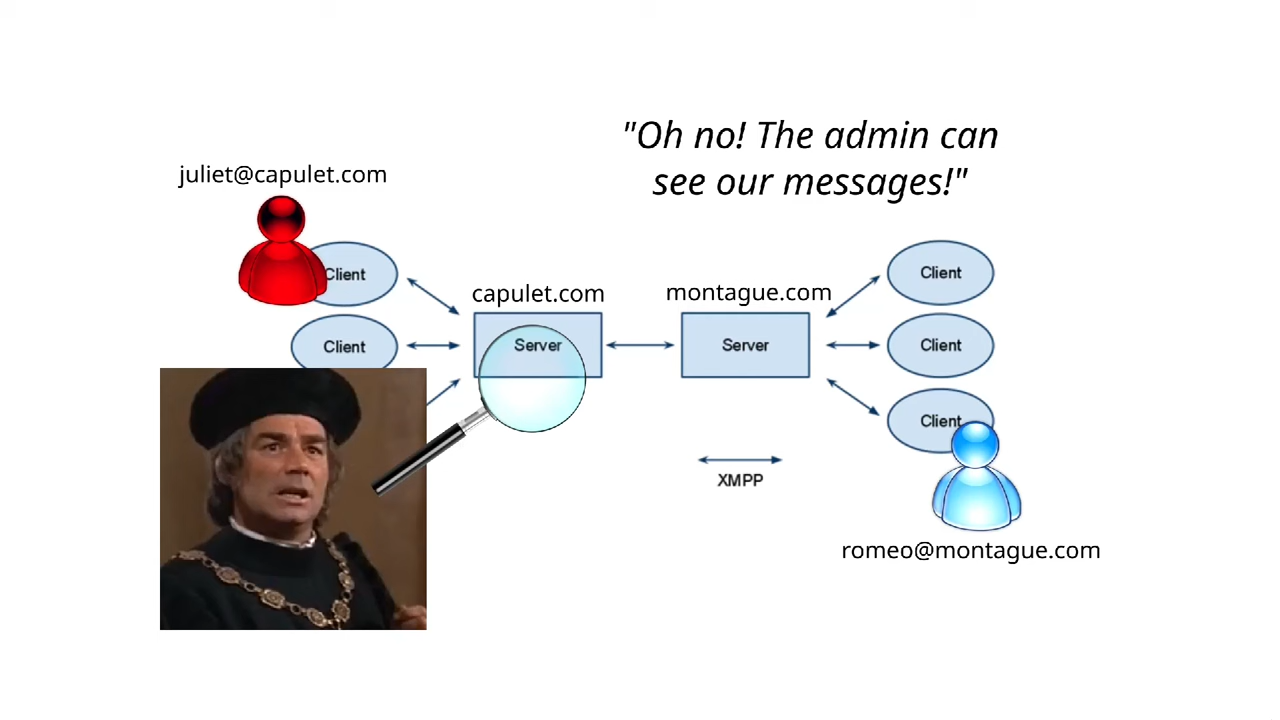 "Oh no! The admin can
see our messages!"
juliet@capulet.com
Client
Client
capulet.com
Server
montague.com
Server
Client
Client
Client
XMPP
romeo@montague.com